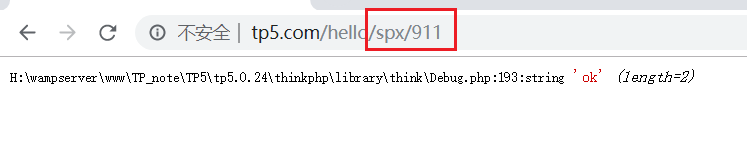 不安全 | tp5.com/hello/spx/911
H:\wampserver\www\TP_note\TP5\tp5.0.24\thinkphp\library\think\Debug.php:193:string 'ok' (length=2)